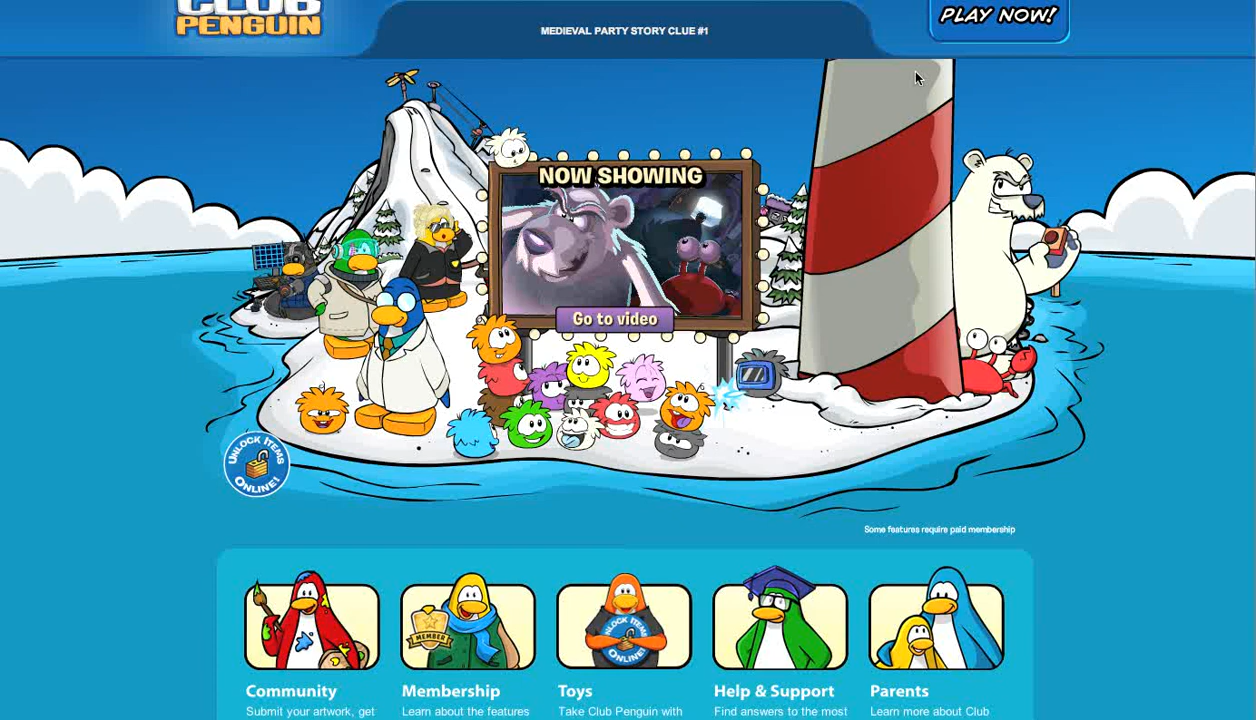 CLUB
PENGUIN
MEDIEVAL PARTY STORY CLUE #1
PLAY NOW!
NOW SHOWING
Go to video
UNLOCK ITEMS
ONLINE!
Some features require paid membership
MEMBER
UNLOCK ITEMS
ONLINE!
Community
Membership
Toys
Help & Support
Parents
Submit your artwork, get
Learn about the features
Take Club Penguin with
Find answers to the most
Learn more about Club